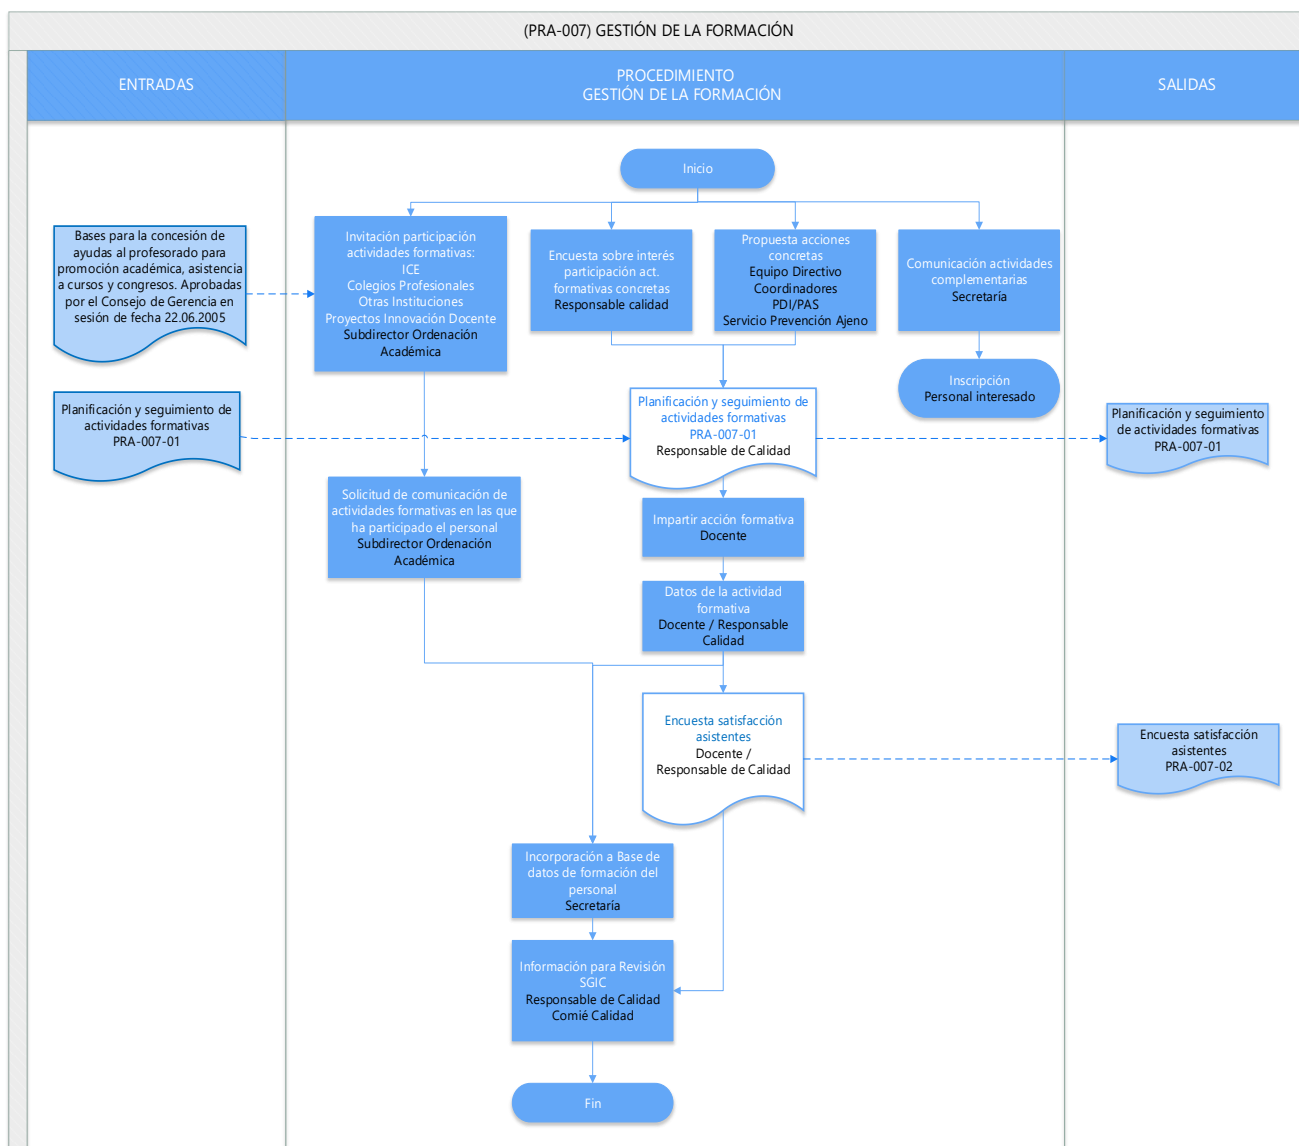 (PRA-007) GESTIÓN DE LA FORMACIÓN
ENTRADAS
PROCEDIMIENTO
GESTIÓN DE LA FORMACIÓN
SALIDAS
Inicio
Bases para la concesión de
ayudas al profesorado para
promoción académica, asistencia
a cursos y congresos. Aprobadas
por el Consejo de Gerencia en
sesión de fecha 22.06.2005
Invitación participación
actividades formativas:
ICE
Colegios Profesionales
Otras Instituciones
Proyectos Innovación Docente
Subdirector Ordenación
Académica
Encuesta sobre interés
participación act.
formativas concretas
Responsable calidad
Propuesta acciones
concretas
Equipo Directivo
Coordinadores
PDI/PAS
Servicio Prevención Ajeno
Comunicación actividades
complementarias
Secretaría
Inscripción
Personal interesado
Planificación y seguimiento de
actividades formativas
PRA-007-01
Planificación y seguimiento de
actividades formativas
PRA-007-01
Responsable de Calidad
Planificación y seguimiento
de actividades formativas
PRA-007-01
Solicitud de comunicación de
actividades formativas en las que
ha participado el personal
Subdirector Ordenación
Académica
Impartir acción formativa
Docente
Datos de la actividad
formativa
Docente / Responsable
Calidad
Encuesta satisfacción
asistentes
Docente /
Responsable de Calidad
Encuesta satisfacción
asistentes
PRA-007-02
Incorporación a Base de
datos de formación del
personal
Secretaría
Información para Revisión
SGIC
Responsable de Calidad
Comié Calidad
Fin